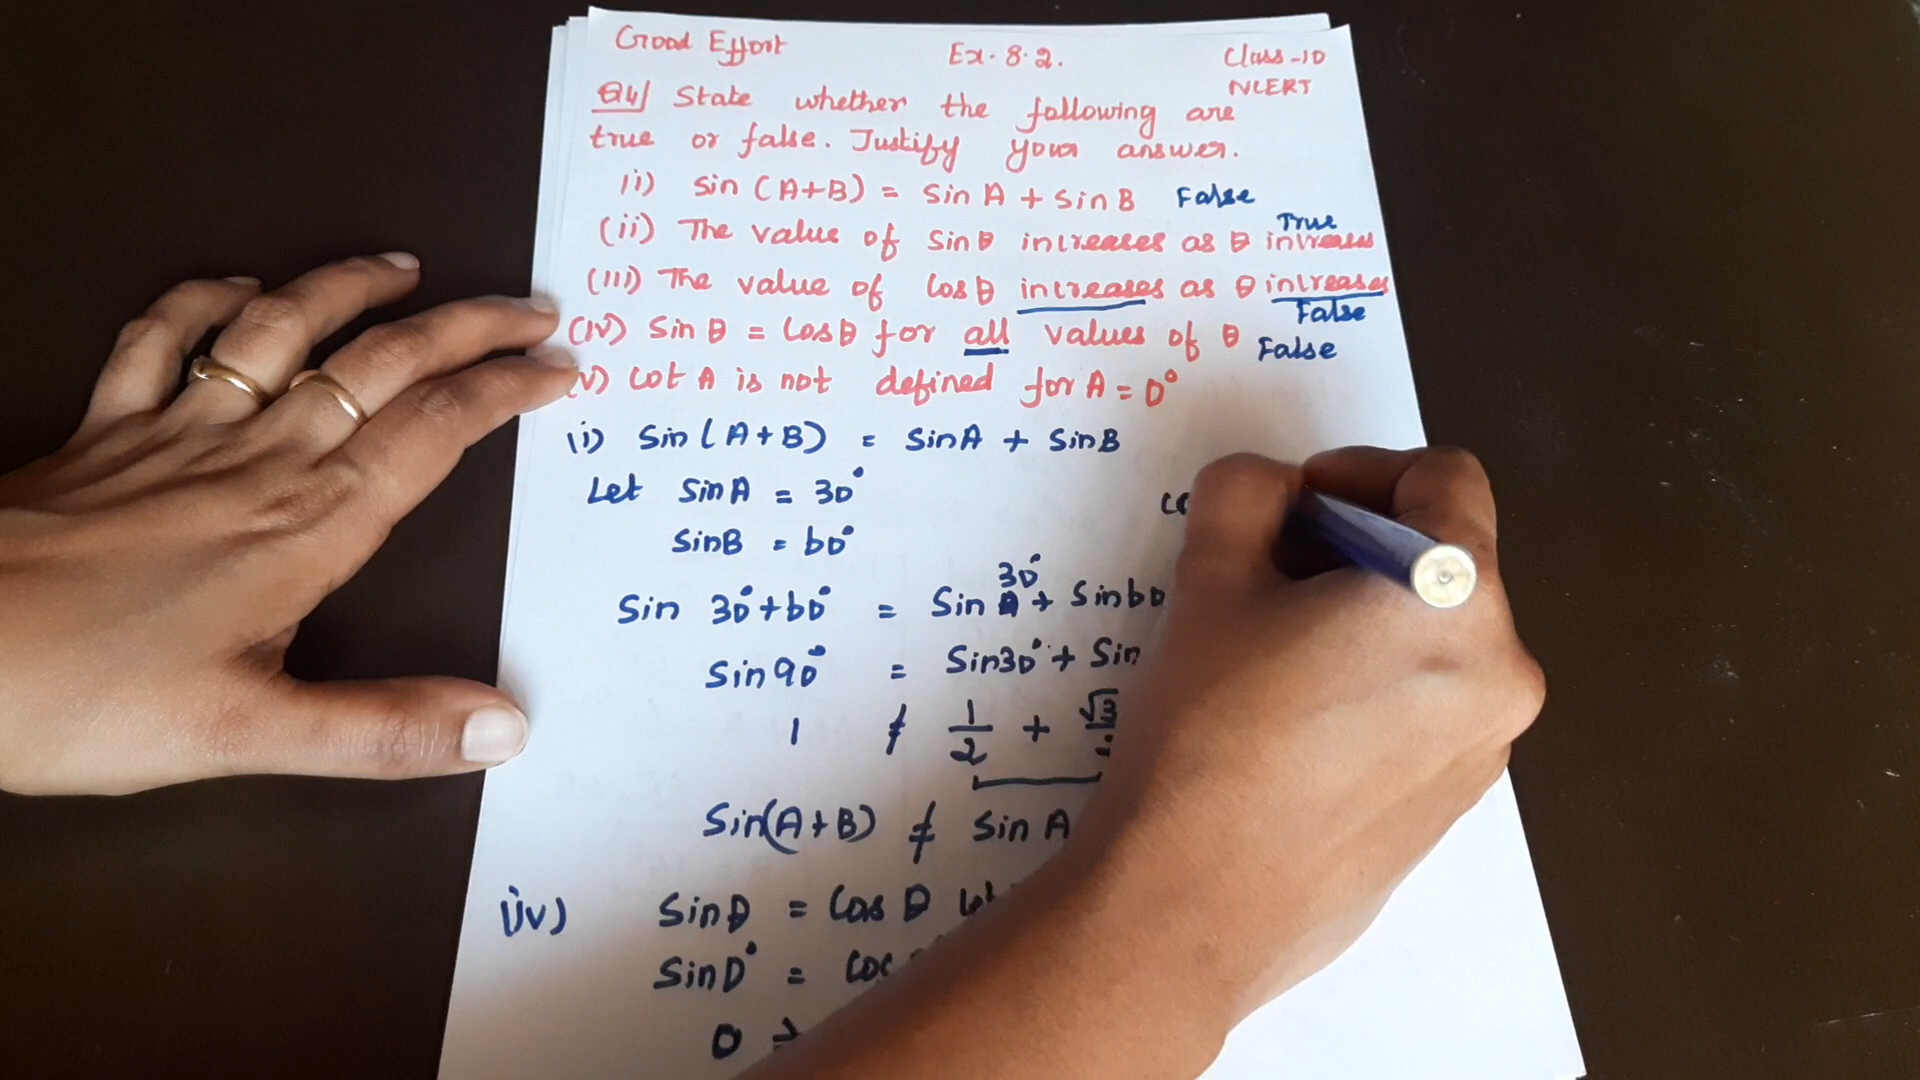 Good Effort Ex. 8.2. Class-10
NCERT
Q4/ State whether the following are
true or false. Justify your answer.
(i) sin (A+B) = sin A + sin B False
(ii) The value of sinθ increases as θ increases True
(iii) The value of cosθ increases as θ increases
False
(iv) sin θ = cosθ for all values of θ False
(v) cot A is not defined for A = 0°
(i) Sin (A+B) = SinA + SinB
Let SinA = 30°
SinB = 60°
30°
Sin 30°+60° = Sin + Sin60
Sin90° = Sin30° + Sin
1 ≠ 1/2 + √3
Sin(A+B) ≠ Sin A
(iv) Sinθ = Cos θ
Sin0° =
0